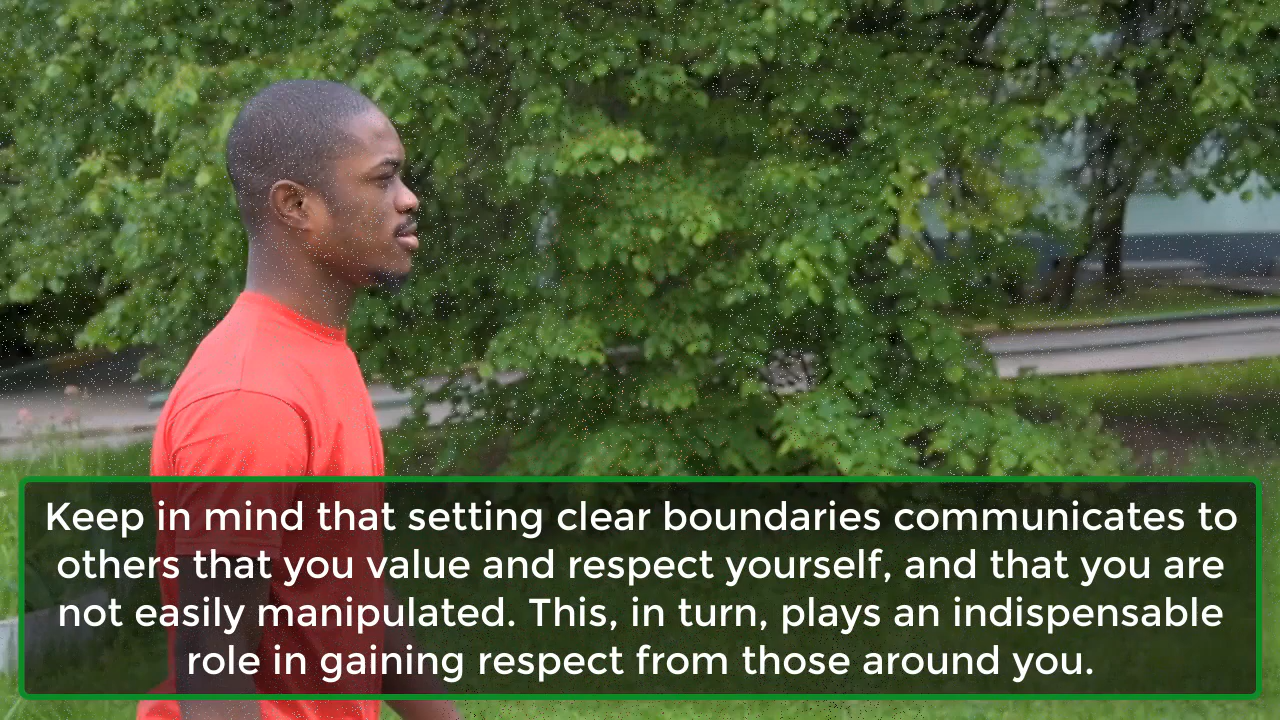 Keep in mind that setting clear boundaries communicates to
others that you value and respect yourself, and that you are
not easily manipulated. This, in turn, plays an indispensable
role in gaining respect from those around you.